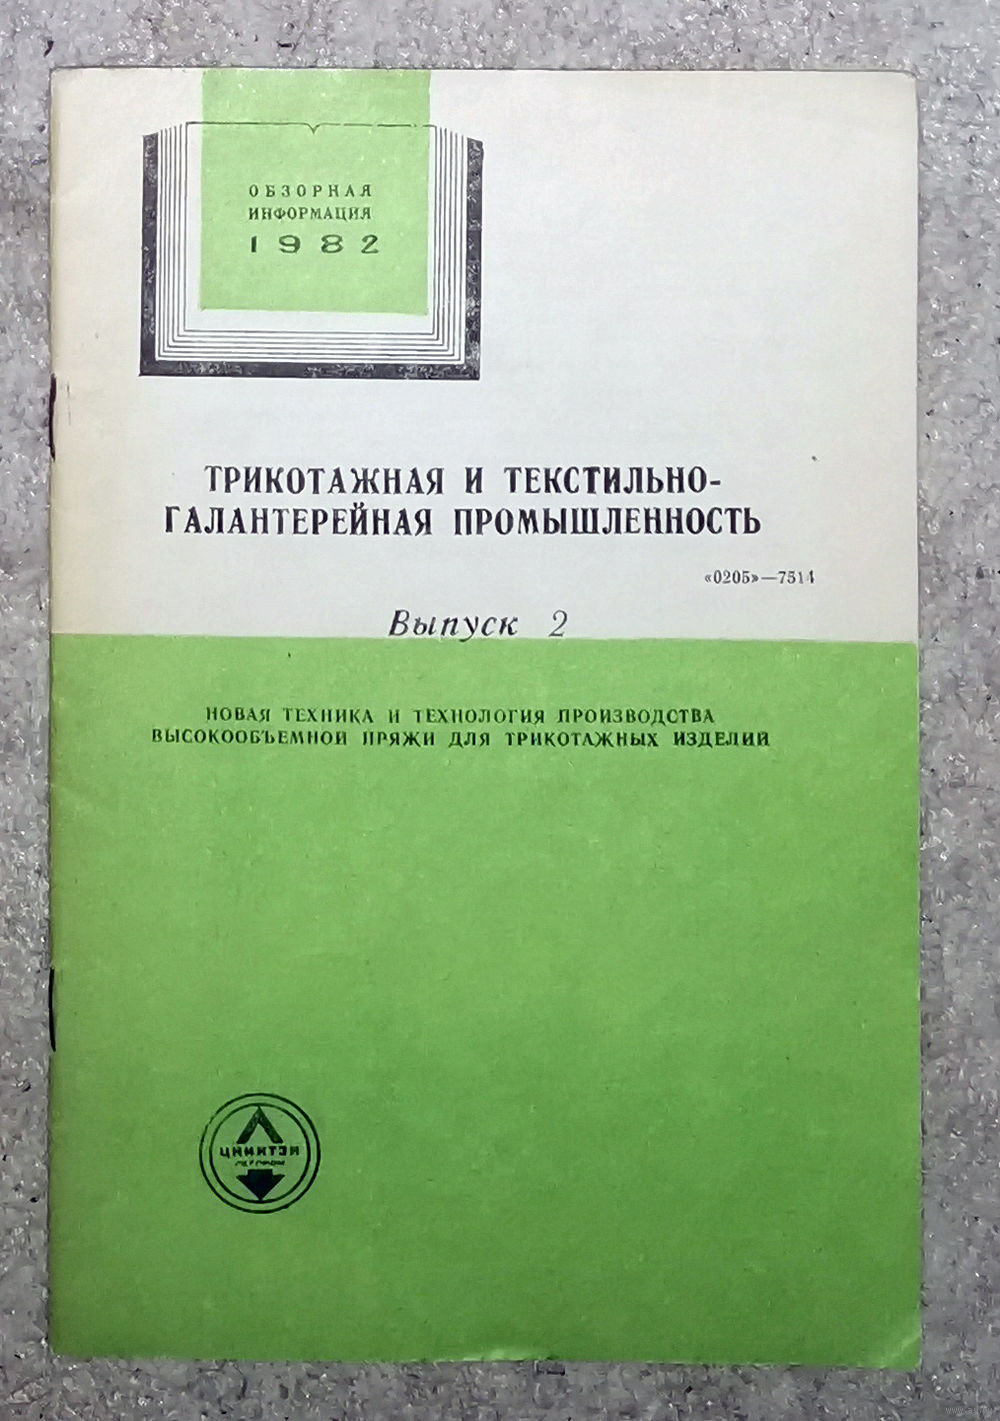 ОБЗОРНАЯ
ИНФОРМАЦИЯ
1982
ТРИКОТАЖНАЯ И ТЕКСТИЛЬНО-
ГАЛАНТЕРЕЙНАЯ ПРОМЫШЛЕННОСТЬ
«0205»—7514
Выпуск 2
НОВАЯ ТЕХНИКА И ТЕХНОЛОГИЯ ПРОИЗВОДСТВА
ВЫСОКООБЪЕМНОЙ ПРЯЖИ ДЛЯ ТРИКОТАЖНЫХ ИЗДЕЛИЙ
ЦНИИТЭИ